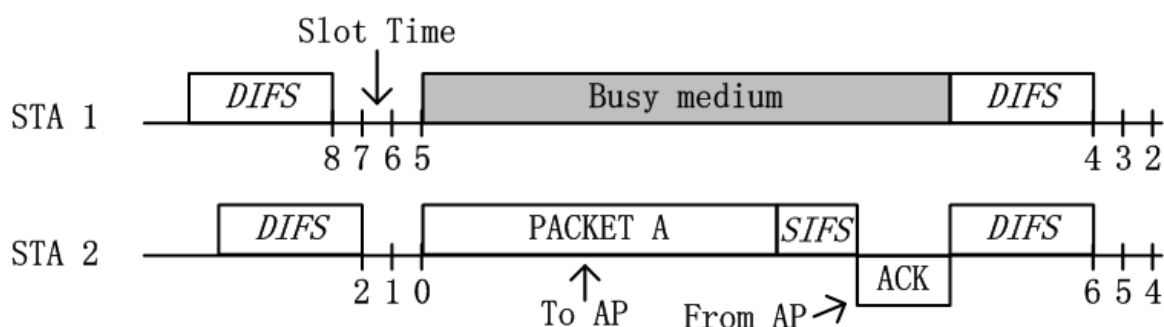 Slot Time
STA 1 DIFS Busy medium DIFS
8 7 6 5 4 3 2
STA 2 DIFS PACKET A SIFS DIFS
ACK
2 1 0 6 5 4
To AP From AP